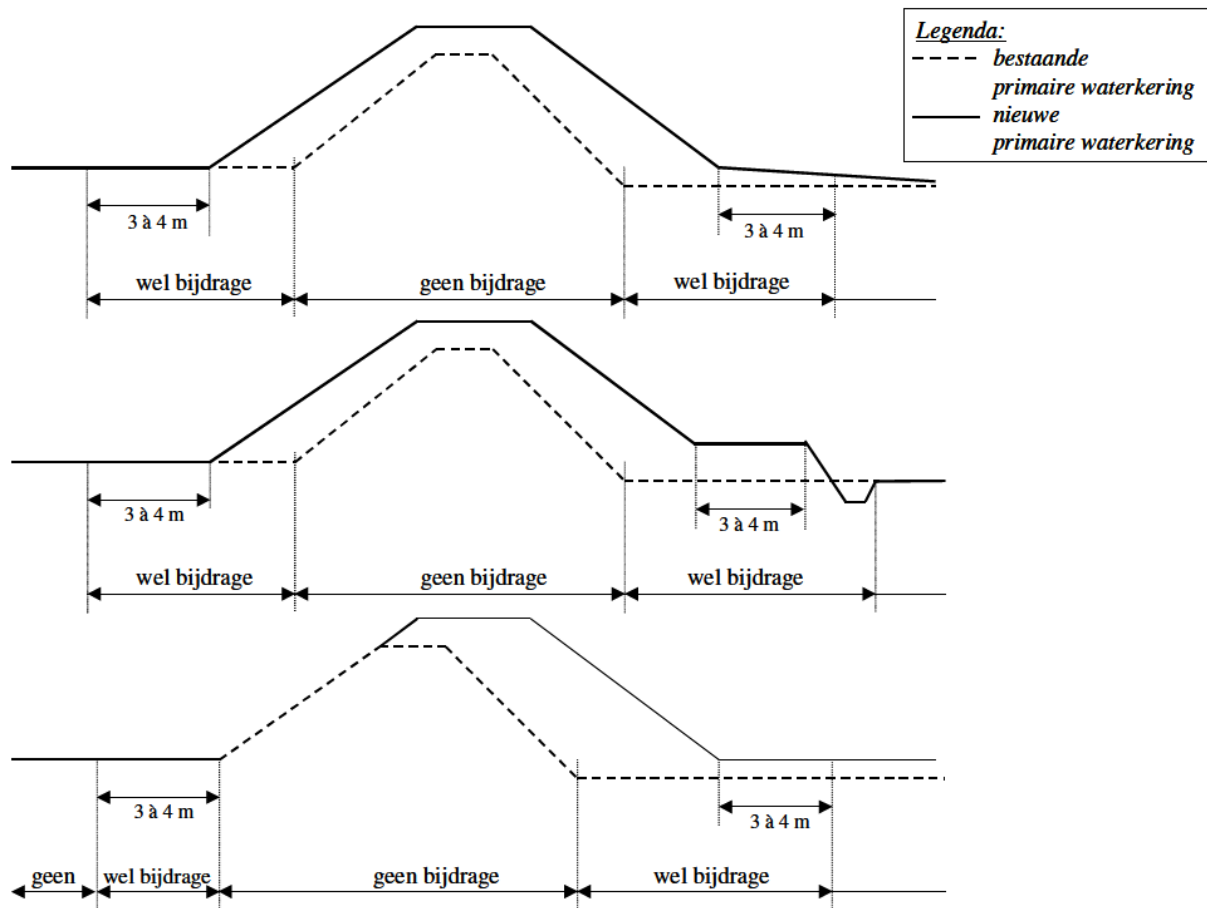 Legenda:
bestaande
primaire waterkering
nieuwe
primaire waterkering
3 à 4 m
3 à 4 m
wel bijdrage
geen bijdrage
wel bijdrage
3 à 4 m
3 à 4 m
wel bijdrage
geen bijdrage
wel bijdrage
3 à 4 m
3 à 4 m
geen
wel bijdrage
geen bijdrage
wel bijdrage